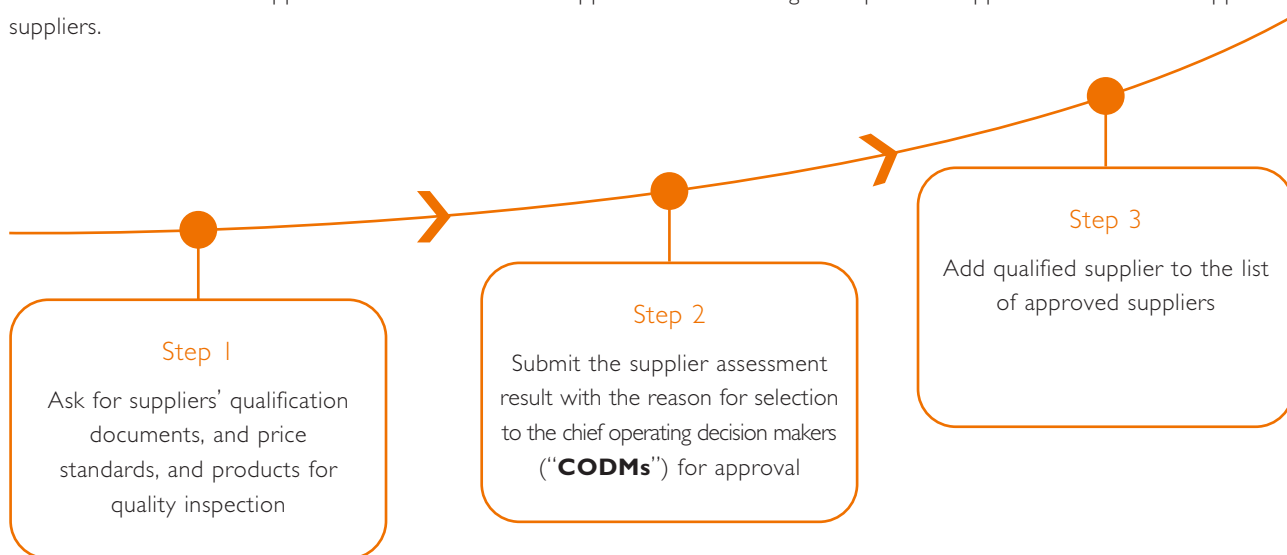 suppliers.
Step 1
Ask for suppliers’ qualification
documents, and price
standards, and products for
quality inspection
Step 2
Submit the supplier assessment
result with the reason for selection
to the chief operating decision makers
(“CODMs”) for approval
Step 3
Add qualified supplier to the list
of approved suppliers